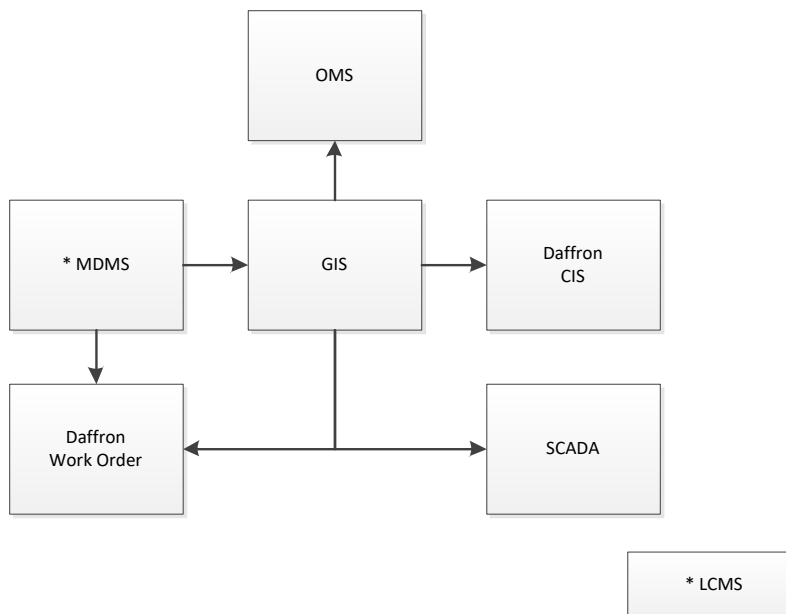 OMS
* MDMS
GIS
Daffron
CIS
Daffron
Work Order
SCADA
* LCMS